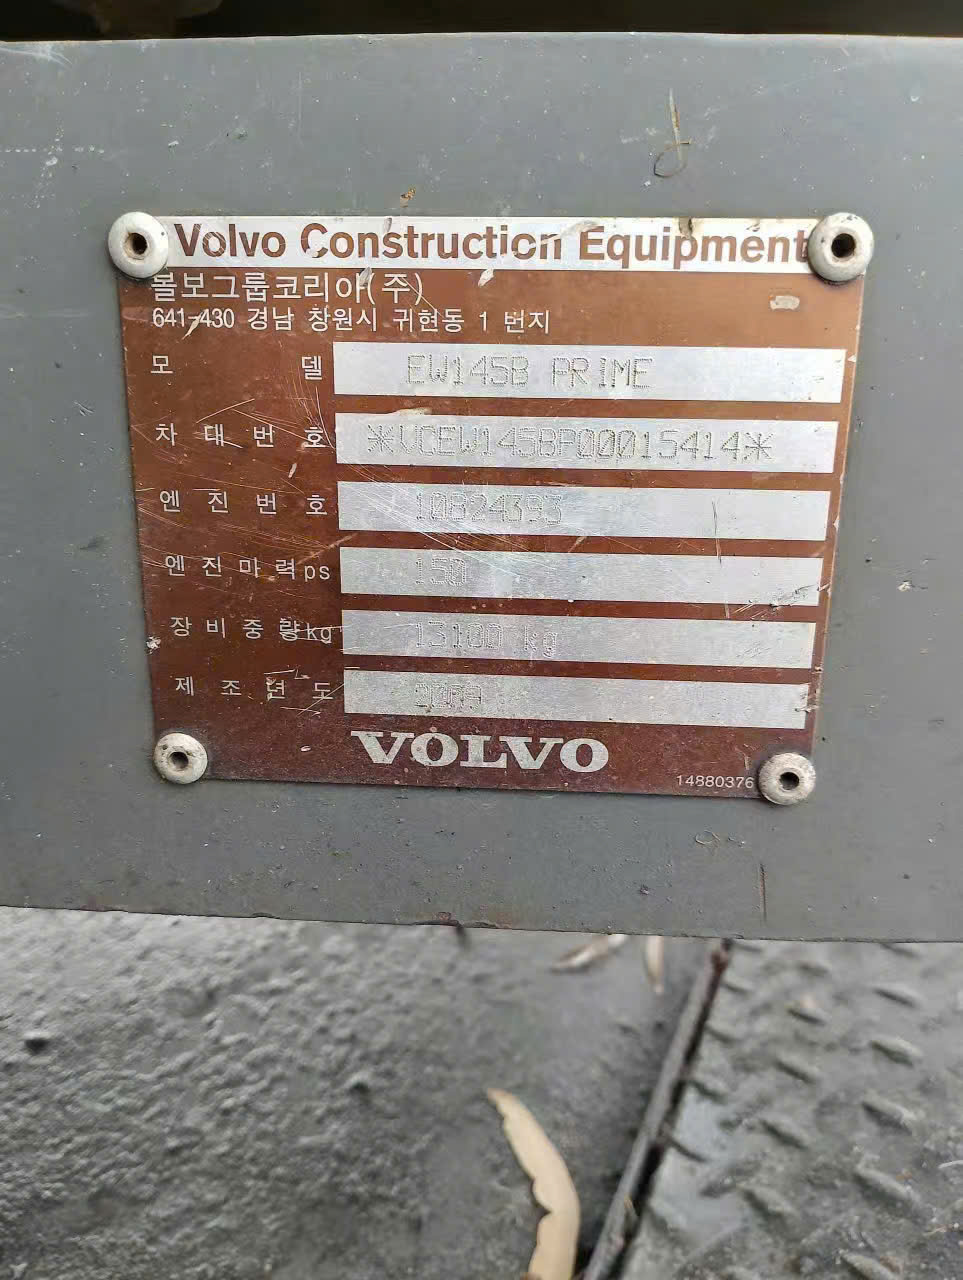 Volvo Construction Equipment
볼보그룹코리아(주)
641-430 경남 창원시 귀현동 1 번지
모 델 EW145B PRIME
차 대 번 호 *VCEW145BP00015414*
엔 진 번 호 10824393
엔 진 마 력 ps 150
장 비 중 량 kg 13100 kg
제 조 년 도
VOLVO
14880376